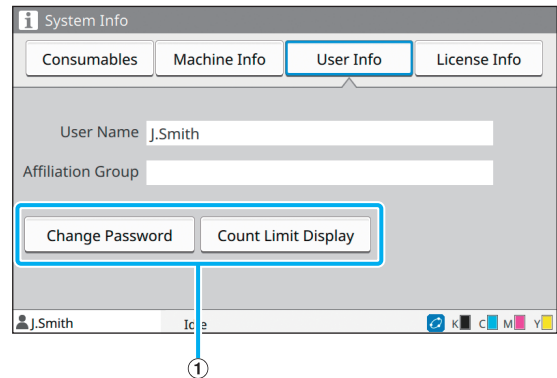 i System Info
Consumables Machine Info User Info License Info
User Name J.Smith
Affiliation Group
Change Password Count Limit Display
J.Smith Idle K C M Y
1